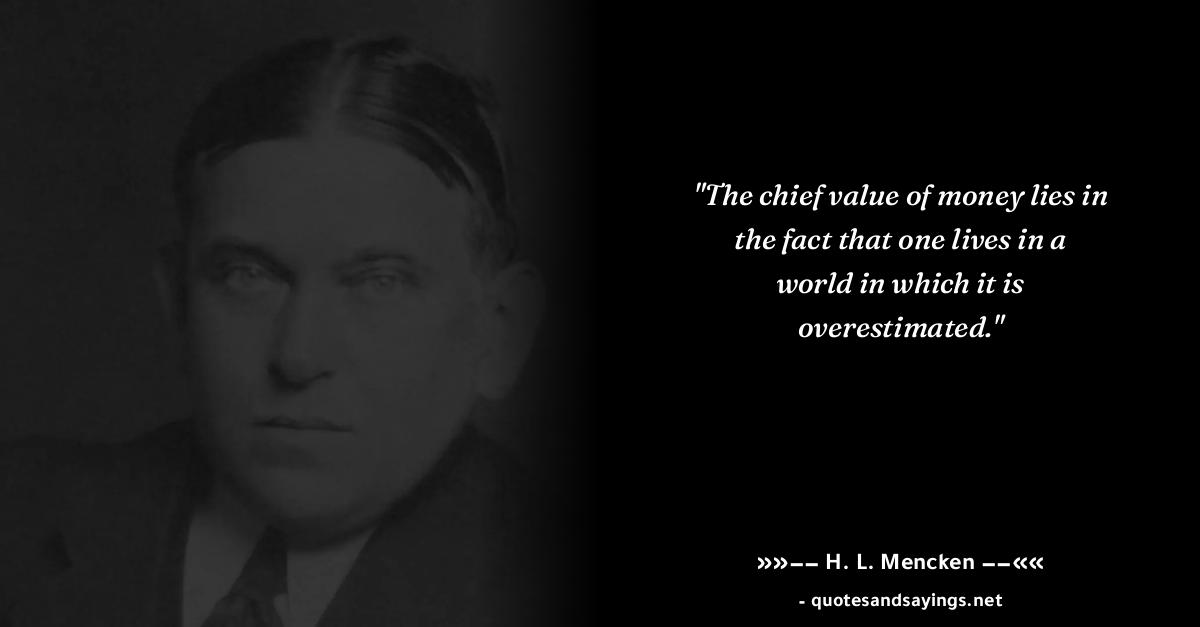 "The chief value of money lies in
the fact that one lives in a
world in which it is
overestimated."
»»–– H. L. Mencken ––««
- quotesandsayings.net